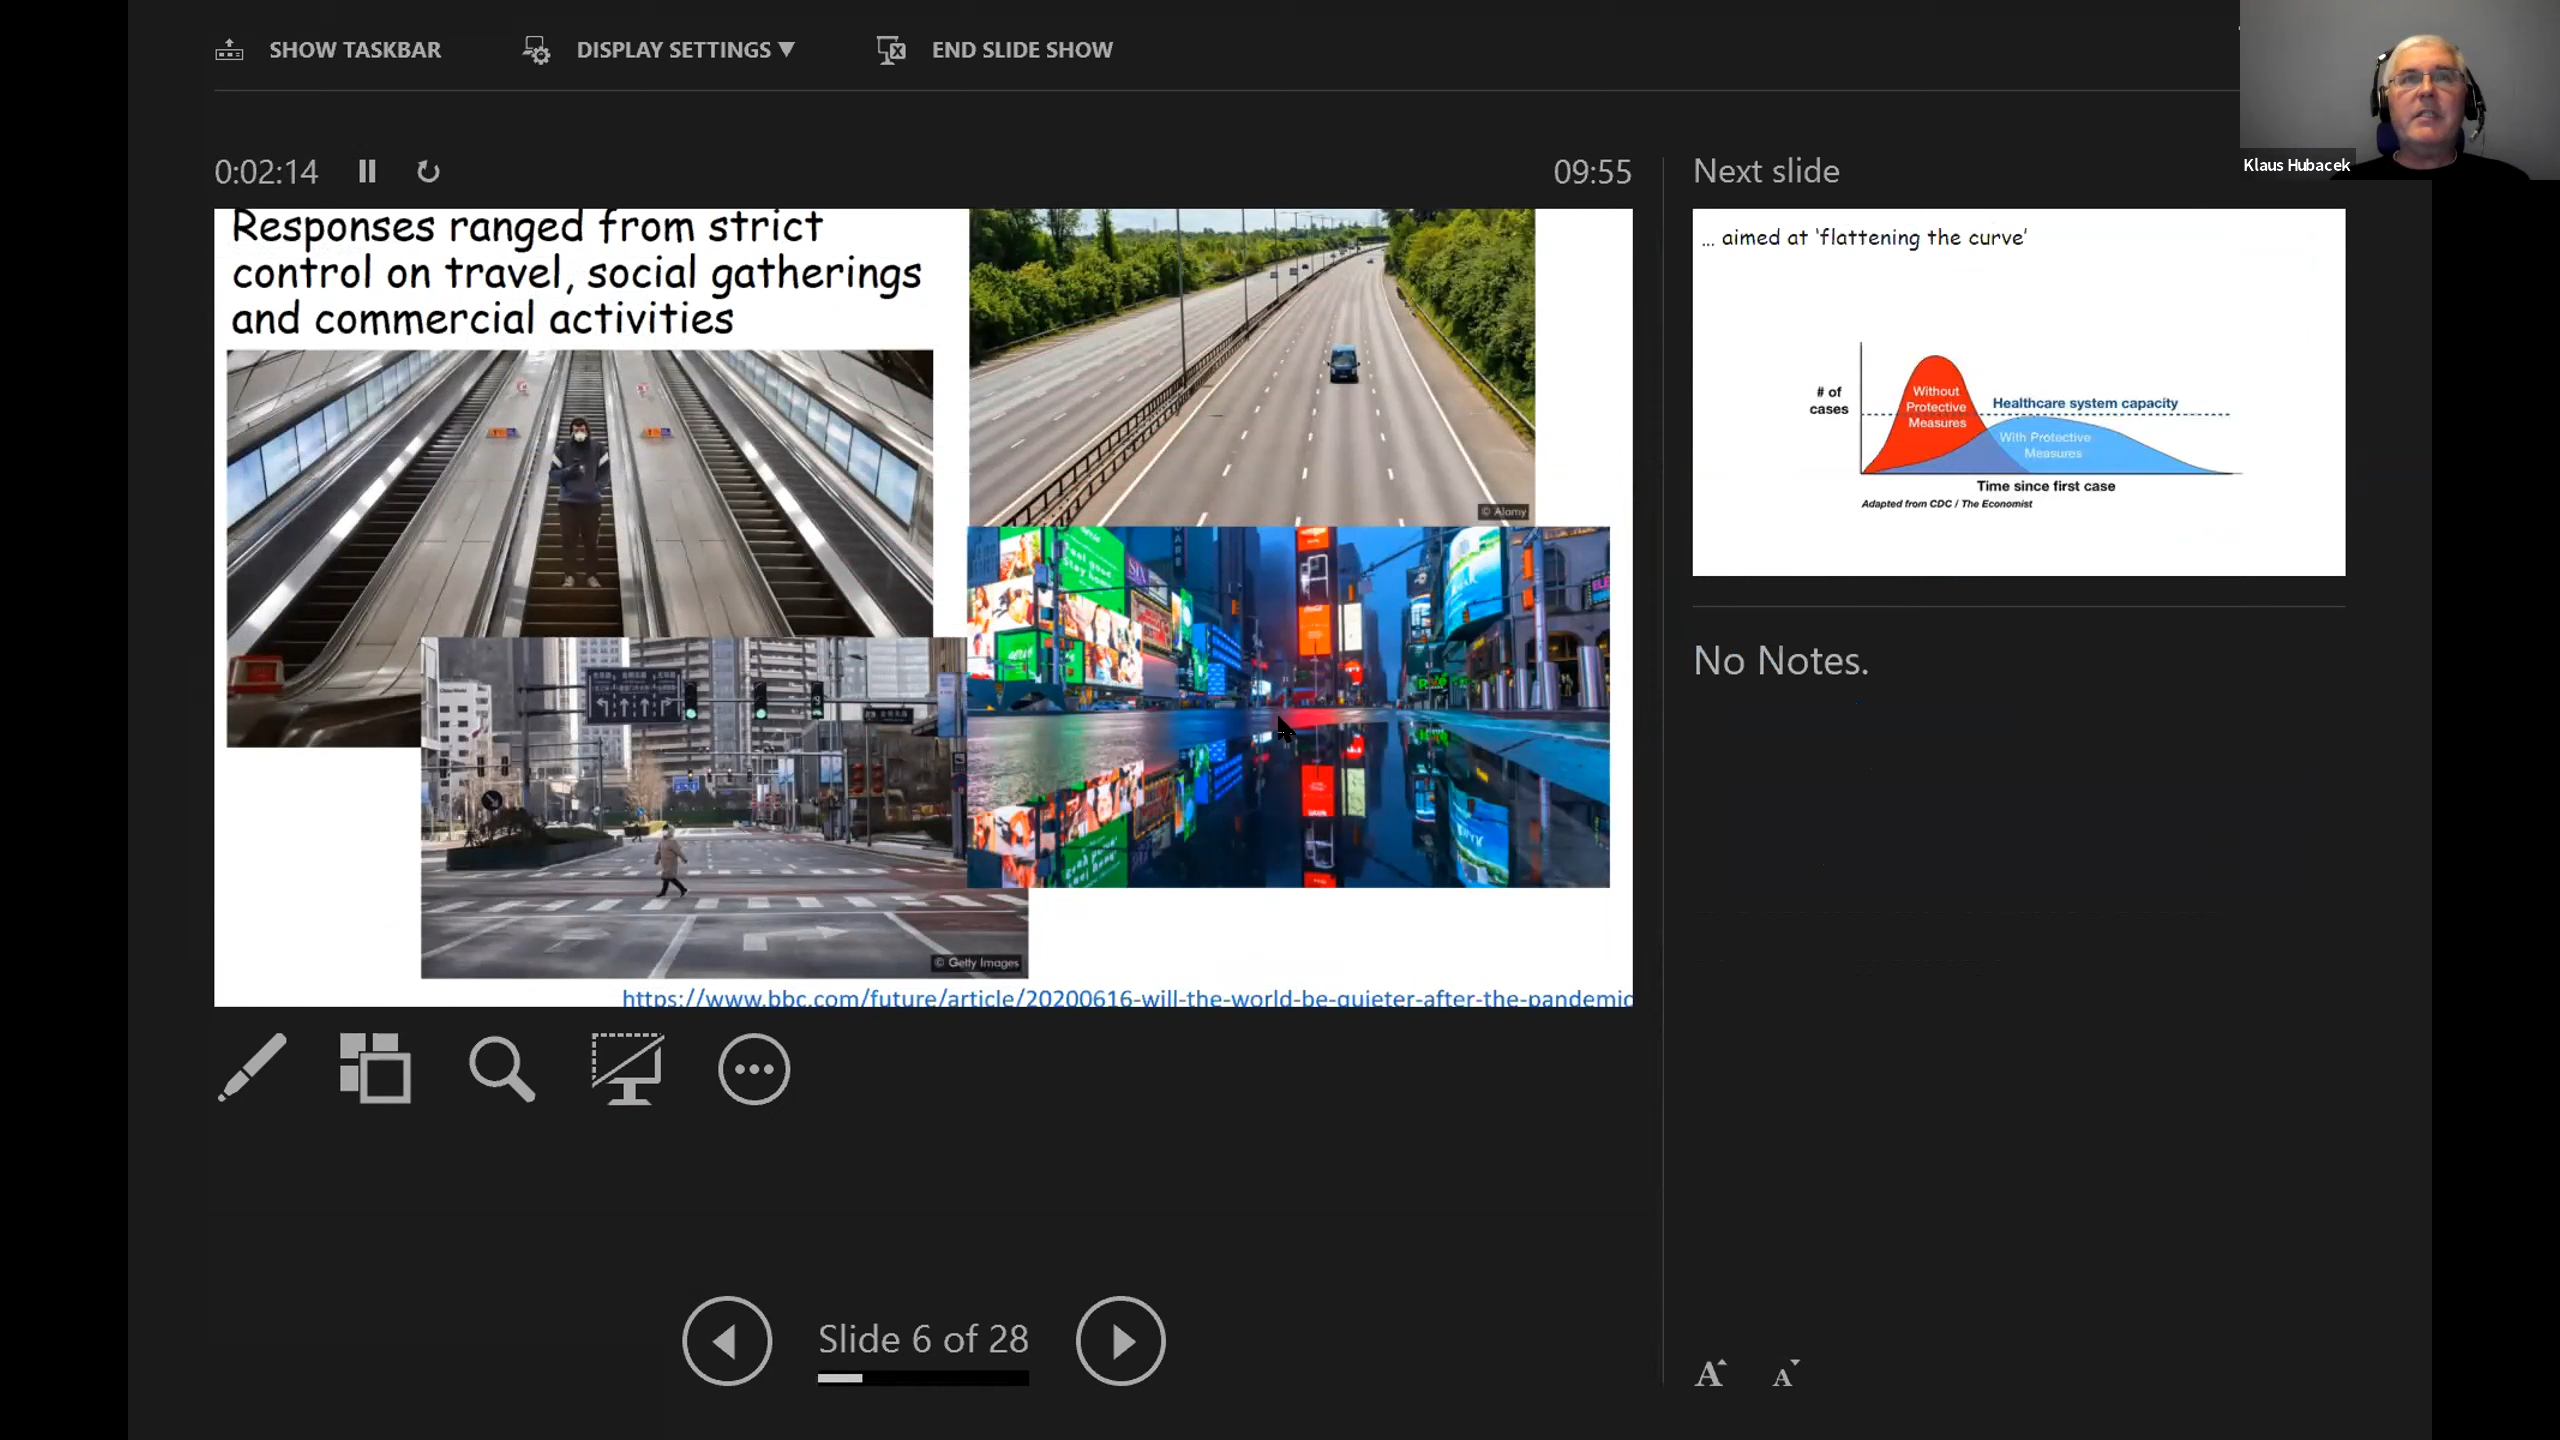 SHOW TASKBAR
DISPLAY SETTINGS ▼
END SLIDE SHOW
Klaus Hubacek
0:02:14
09:55
Next slide
Responses ranged from strict
control on travel, social gatherings
and commercial activities
© Alamy
© Getty Images
https://www.bbc.com/future/article/20200616-will-the-world-be-quieter-after-the-pandemic
... aimed at ‘flattening the curve’
# of
cases
Without
Protective
Measures
Healthcare system capacity
With Protective
Measures
Time since first case
Adapted from CDC / The Economist
No Notes.
Slide 6 of 28
A
A